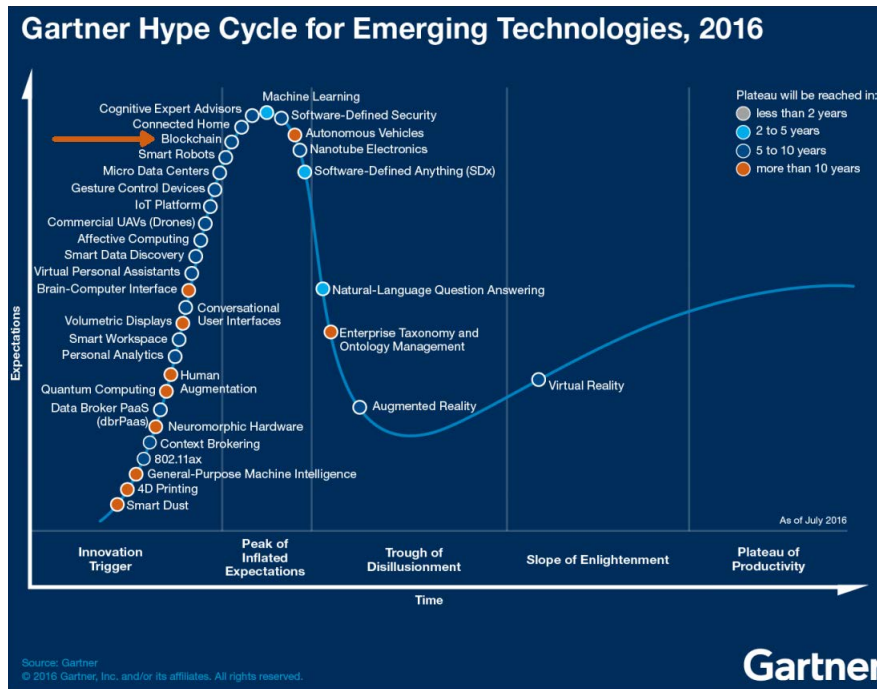 Gartner Hype Cycle for Emerging Technologies, 2016
Plateau will be reached in:
less than 2 years
2 to 5 years
5 to 10 years
more than 10 years
Expectations
Machine Learning
Cognitive Expert Advisors
Software-Defined Security
Connected Home
Autonomous Vehicles
Blockchain
Nanotube Electronics
Smart Robots
Micro Data Centers
Software-Defined Anything (SDx)
Gesture Control Devices
IoT Platform
Commercial UAVs (Drones)
Affective Computing
Smart Data Discovery
Virtual Personal Assistants
Brain-Computer Interface
Natural-Language Question Answering
Conversational
User Interfaces
Volumetric Displays
Enterprise Taxonomy and
Ontology Management
Smart Workspace
Personal Analytics
Human
Augmentation
Virtual Reality
Quantum Computing
Data Broker PaaS
(dbrPaas)
Augmented Reality
Neuromorphic Hardware
Context Brokering
802.11ax
General-Purpose Machine Intelligence
4D Printing
Smart Dust
As of July 2016
Innovation
Trigger
Peak of
Inflated
Expectations
Trough of
Disillusionment
Slope of Enlightenment
Plateau of
Productivity
Time
Source: Gartner
© 2016 Gartner, Inc. and/or its affiliates. All rights reserved.
Gartner